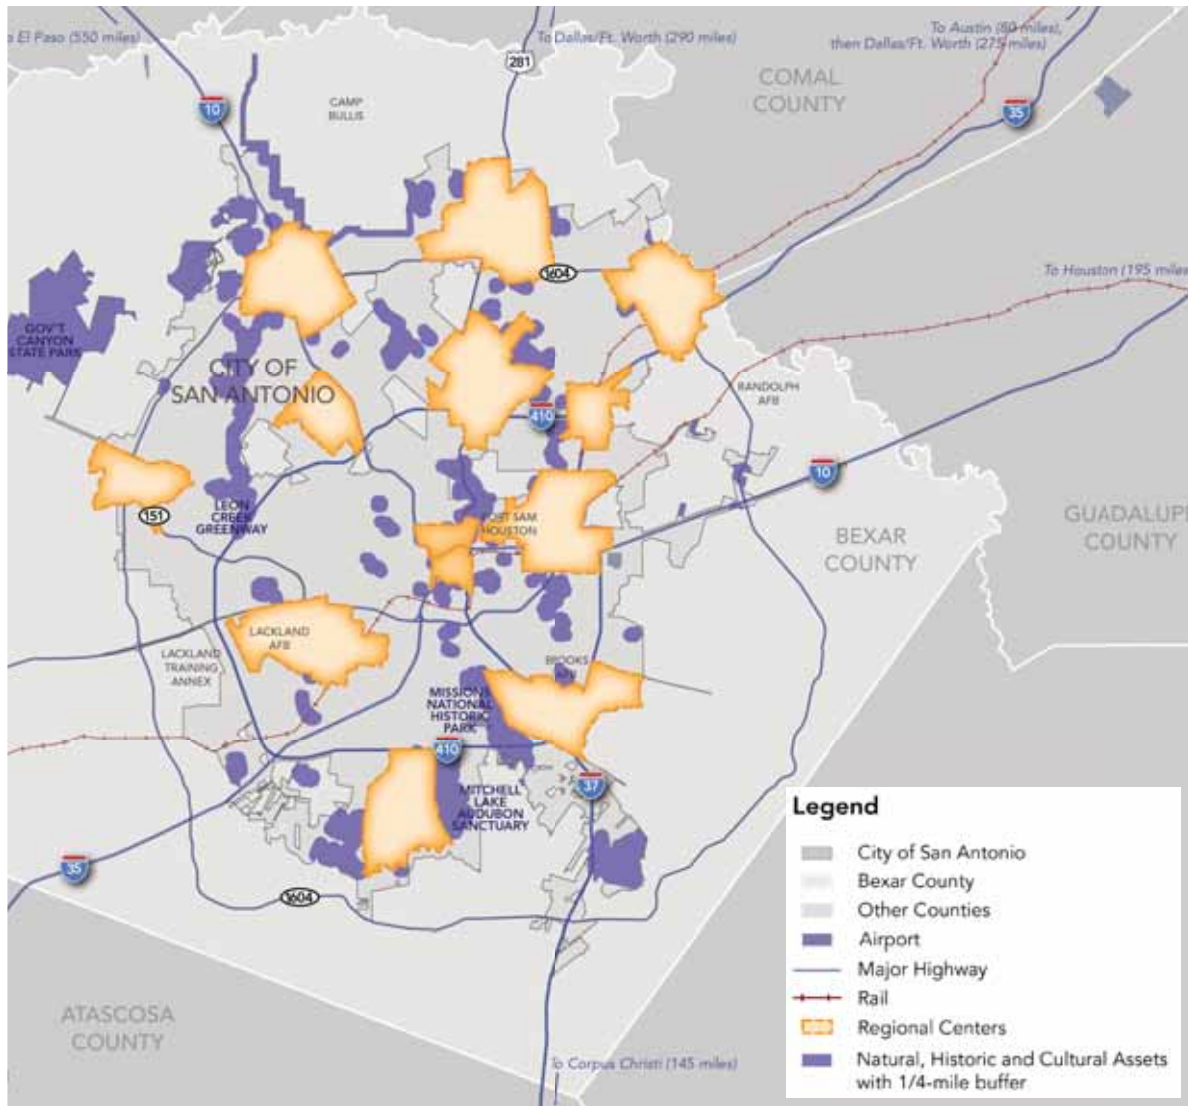 o El Paso (550 miles)
To Dallas/Ft. Worth (290 miles)
To Austin (80 miles),
then Dallas/Ft. Worth (275 miles)
281
COMAL
COUNTY
CAMP
BULLIS
10
35
1604
To Houston (195 miles
GOV'T
CANYON
STATE PARK
CITY OF
SAN ANTONIO
RANDOLPH
AFB
410
10
151
LEON
CREEK
GREENWAY
FORT SAM
HOUSTON
BEXAR
COUNTY
GUADALUPE
COUNTY
LACKLAND
AFB
LACKLAND
TRAINING
ANNEX
BROOKS
AFB
MISSIONS
NATIONAL
HISTORIC
PARK
410
37
MITCHELL
LAKE
AUDUBON
SANCTUARY
35
1604
ATASCOSA
COUNTY
To Corpus Christi (145 miles)
Legend
City of San Antonio
Bexar County
Other Counties
Airport
Major Highway
Rail
Regional Centers
Natural, Historic and Cultural Assets
with 1/4-mile buffer